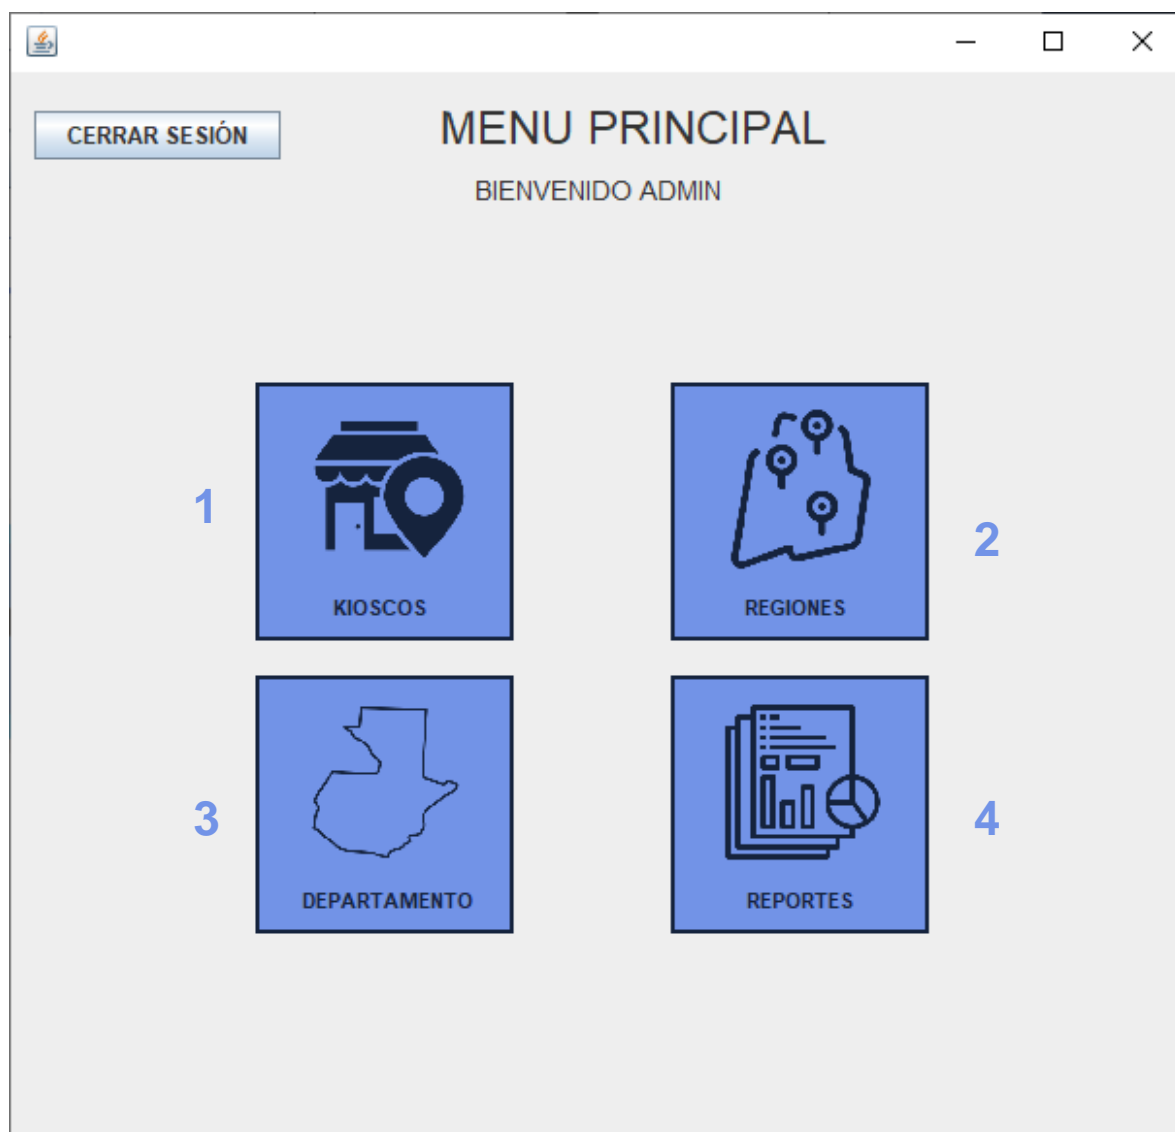 CERRAR SESIÓN
MENU PRINCIPAL
BIENVENIDO ADMIN
1
KIOSCOS
2
REGIONES
3
DEPARTAMENTO
4
REPORTES